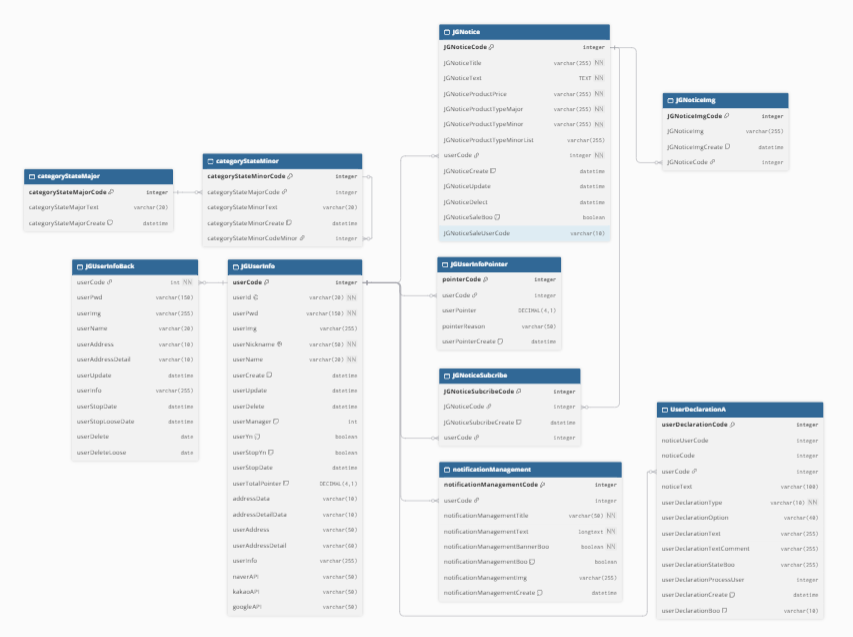 JGNotice
JGNoticeCode integer
JGNoticeTitle varchar(255) NN
JGNoticeText TEXT NN
JGNoticeProductPrice varchar(255) NN
JGNoticeProductTypeMajor varchar(255) NN
JGNoticeProductTypeMinor varchar(255) NN
JGNoticeProductTypeMinorList varchar(255)
userCode integer NN
JGNoticeCreate datetime
JGNoticeUpdate datetime
JGNoticeDelect datetime
JGNoticeSaleBoo boolean
JGNoticeSaleUserCode varchar(10)
JGNoticeImg
JGNoticeImgCode integer
JGNoticeImg varchar(255)
JGNoticeImgCreate datetime
JGNoticeCode integer
categoryStateMinor
categoryStateMinorCode integer
categoryStateMajorCode integer
categoryStateMinorText varchar(20)
categoryStateMinorCreate datetime
categoryStateMinorCodeMinor integer
categoryStateMajor
categoryStateMajorCode integer
categoryStateMajorText varchar(20)
categoryStateMajorCreate datetime
JGUserInfoBack
userCode int NN
userPwd varchar(150)
userImg varchar(255)
userName varchar(20)
userAddress varchar(10)
userAddressDetail varchar(10)
userUpdate datetime
userInfo varchar(255)
userStopDate datetime
userStopLooseDate datetime
userDelete date
userDeleteLoose date
JGUserInfo
userCode integer
userId varchar(20) NN
userPwd varchar(150) NN
userImg varchar(255)
userNickname varchar(50) NN
userName varchar(20) NN
userCreate datetime
userUpdate datetime
userDelete datetime
userManager int
userYn boolean
userStopYn boolean
userStopDate datetime
userTotalPointer DECIMAL(4,1)
addressData varchar(10)
addressDetailData varchar(10)
userAddress varchar(50)
userAddressDetail varchar(60)
userInfo varchar(255)
naverAPI varchar(50)
kakaoAPI varchar(50)
googleAPI varchar(50)
JGUserInfoPointer
pointerCode integer
userCode integer
userPointer DECIMAL(4,1)
pointerReason varchar(50)
userPointerCreate datetime
JGNoticeSubcribe
JGNoticeSubcribeCode integer
JGNoticeCode integer
JGNoticeSubcribeCreate datetime
userCode integer
notificationManagement
notificationManagementCode integer
userCode integer
notificationManagementTitle varchar(50) NN
notificationManagementText longtext NN
notificationManagementBannerBoo boolean NN
notificationManagementBoo boolean
notificationManagementImg varchar(255)
notificationManagementCreate datetime
UserDeclarationA
userDeclarationCode integer
noticeUserCode integer
noticeCode integer
userCode integer
noticeText varchar(100)
userDeclarationType varchar(10) NN
userDeclarationOption varchar(40)
userDeclarationText varchar(255)
userDeclarationTextComment varchar(255)
userDeclarationStateBoo varchar(255)
userDeclarationProcessUser integer
userDeclarationCreate datetime
userDeclarationBoo varchar(10)